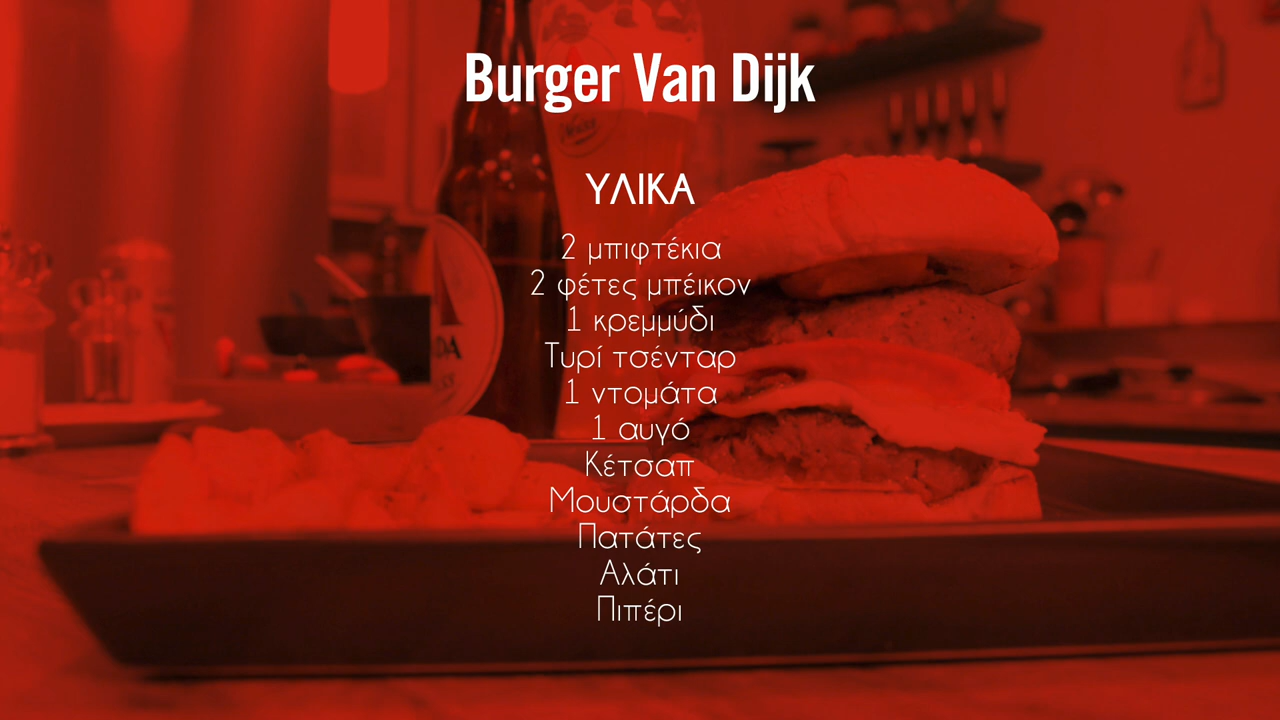 Burger Van Dijk
ΥΛΙΚΑ
2 μπιφτέκια
2 φέτες μπέικον
1 κρεμμύδι
Τυρί τσένταρ
1 ντομάτα
1 αυγό
Κέτσαπ
Μουστάρδα
Πατάτες
Αλάτι
Πιπέρι